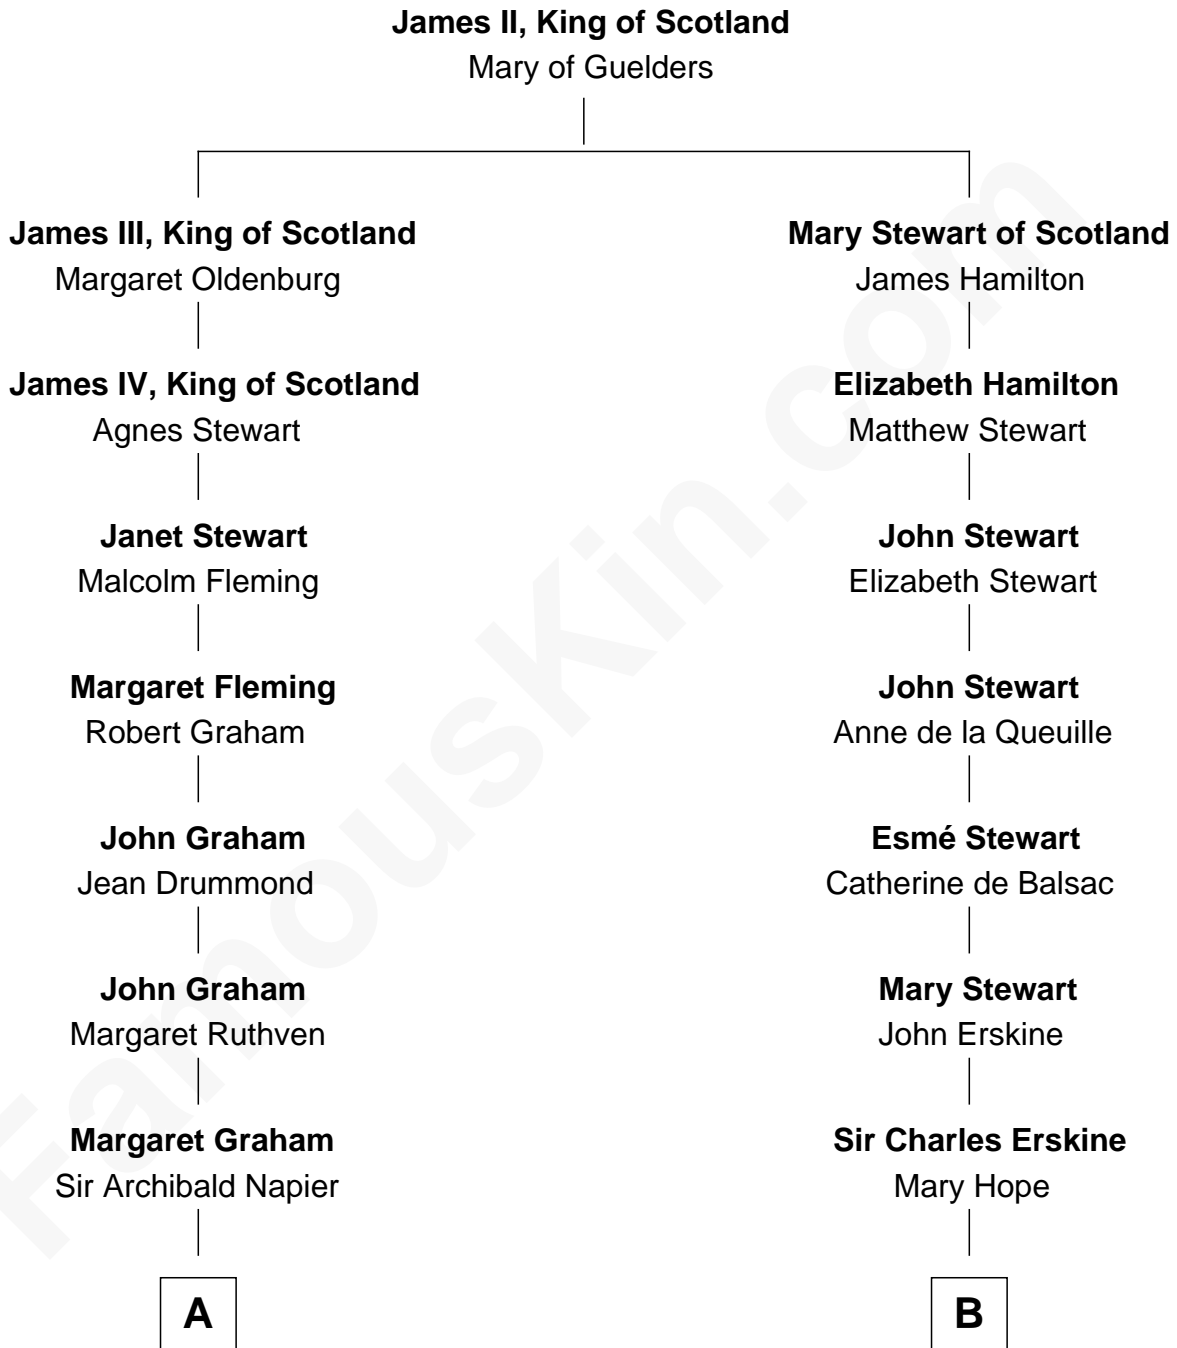 James II, King of Scotland
Mary of Guelders
James III, King of Scotland
Margaret Oldenburg
Mary Stewart of Scotland
James Hamilton
James IV, King of Scotland
Agnes Stewart
Elizabeth Hamilton
Matthew Stewart
Janet Stewart
Malcolm Fleming
John Stewart
Elizabeth Stewart
Margaret Fleming
Robert Graham
John Stewart
Anne de la Queuille
John Graham
Jean Drummond
Esmé Stewart
Catherine de Balsac
John Graham
Margaret Ruthven
Mary Stewart
John Erskine
Margaret Graham
Sir Archibald Napier
Sir Charles Erskine
Mary Hope
A
B
FamousKin.com